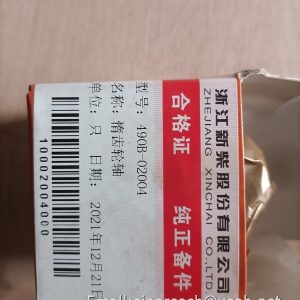 浙江新柴股份有限公司
ZHEJIANG XINCHAI CO.,LTD.
合格证 纯正备件
型号：490B-02004
名称：惰齿轮轴
单位：只 日期：2021年12月21
10002004000